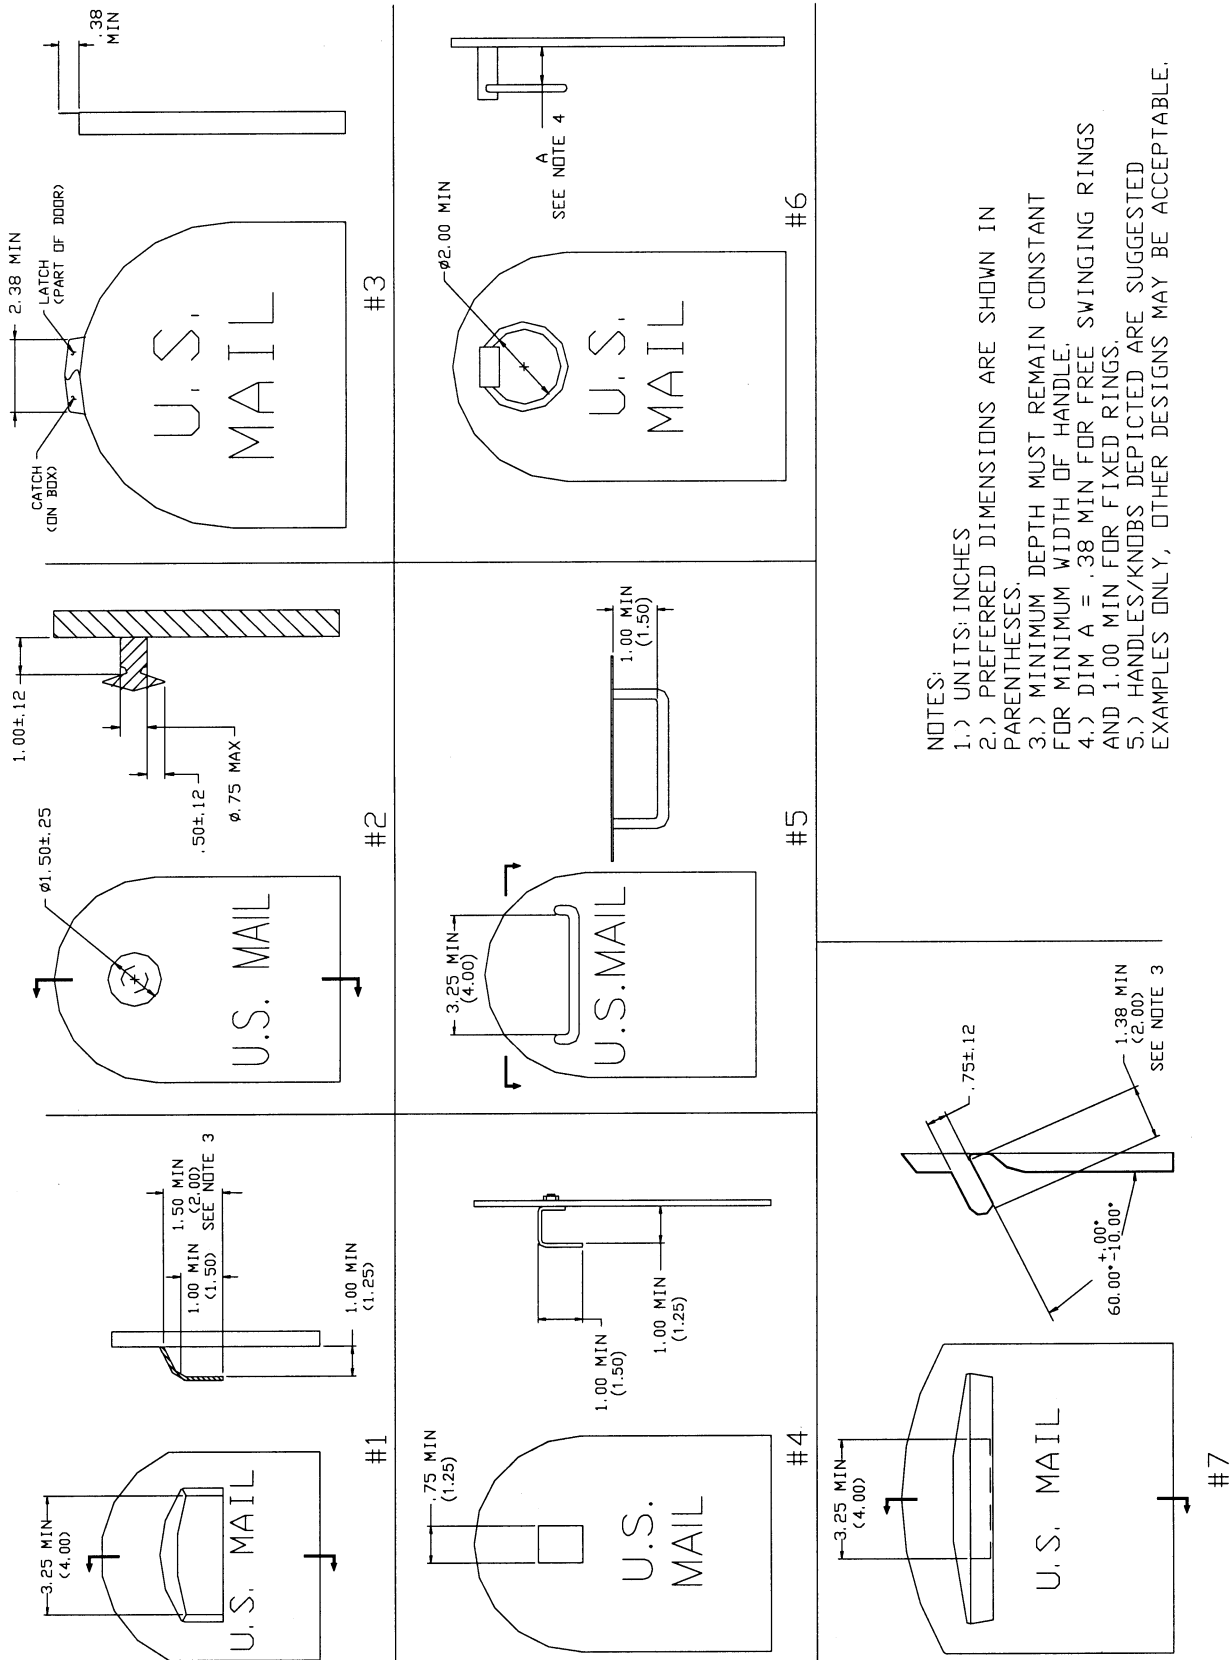 3.25 MIN
(4.00)
U.S. MAIL
1.00 MIN
(1.50)
1.50 MIN
(2.00)
SEE NOTE 3
1.00 MIN
(1.25)
#1
ø1.50±.25
U.S. MAIL
1.00±.12
.50±.12
ø.75 MAX
#2
2.38 MIN
CATCH
(ON BOX)
LATCH
(PART OF DOOR)
U.S.
MAIL
.38
MIN
#3
.75 MIN
(1.25)
U.S.
MAIL
1.00 MIN
(1.50)
1.00 MIN
(1.25)
#4
3.25 MIN
(4.00)
U.S.MAIL
1.00 MIN
(1.50)
#5
ø2.00 MIN
U.S.
MAIL
A
SEE NOTE 4
#6
3.25 MIN
(4.00)
U.S. MAIL
.75±.12
1.38 MIN
(2.00)
SEE NOTE 3
60.00° +.00° -10.00°
#7
NOTES:
1.) UNITS: INCHES
2.) PREFERRED DIMENSIONS ARE SHOWN IN
PARENTHESES.
3.) MINIMUM DEPTH MUST REMAIN CONSTANT
FOR MINIMUM WIDTH OF HANDLE.
4.) DIM A = .38 MIN FOR FREE SWINGING RINGS
AND 1.00 MIN FOR FIXED RINGS.
5.) HANDLES/KNOBS DEPICTED ARE SUGGESTED
EXAMPLES ONLY, OTHER DESIGNS MAY BE ACCEPTABLE.